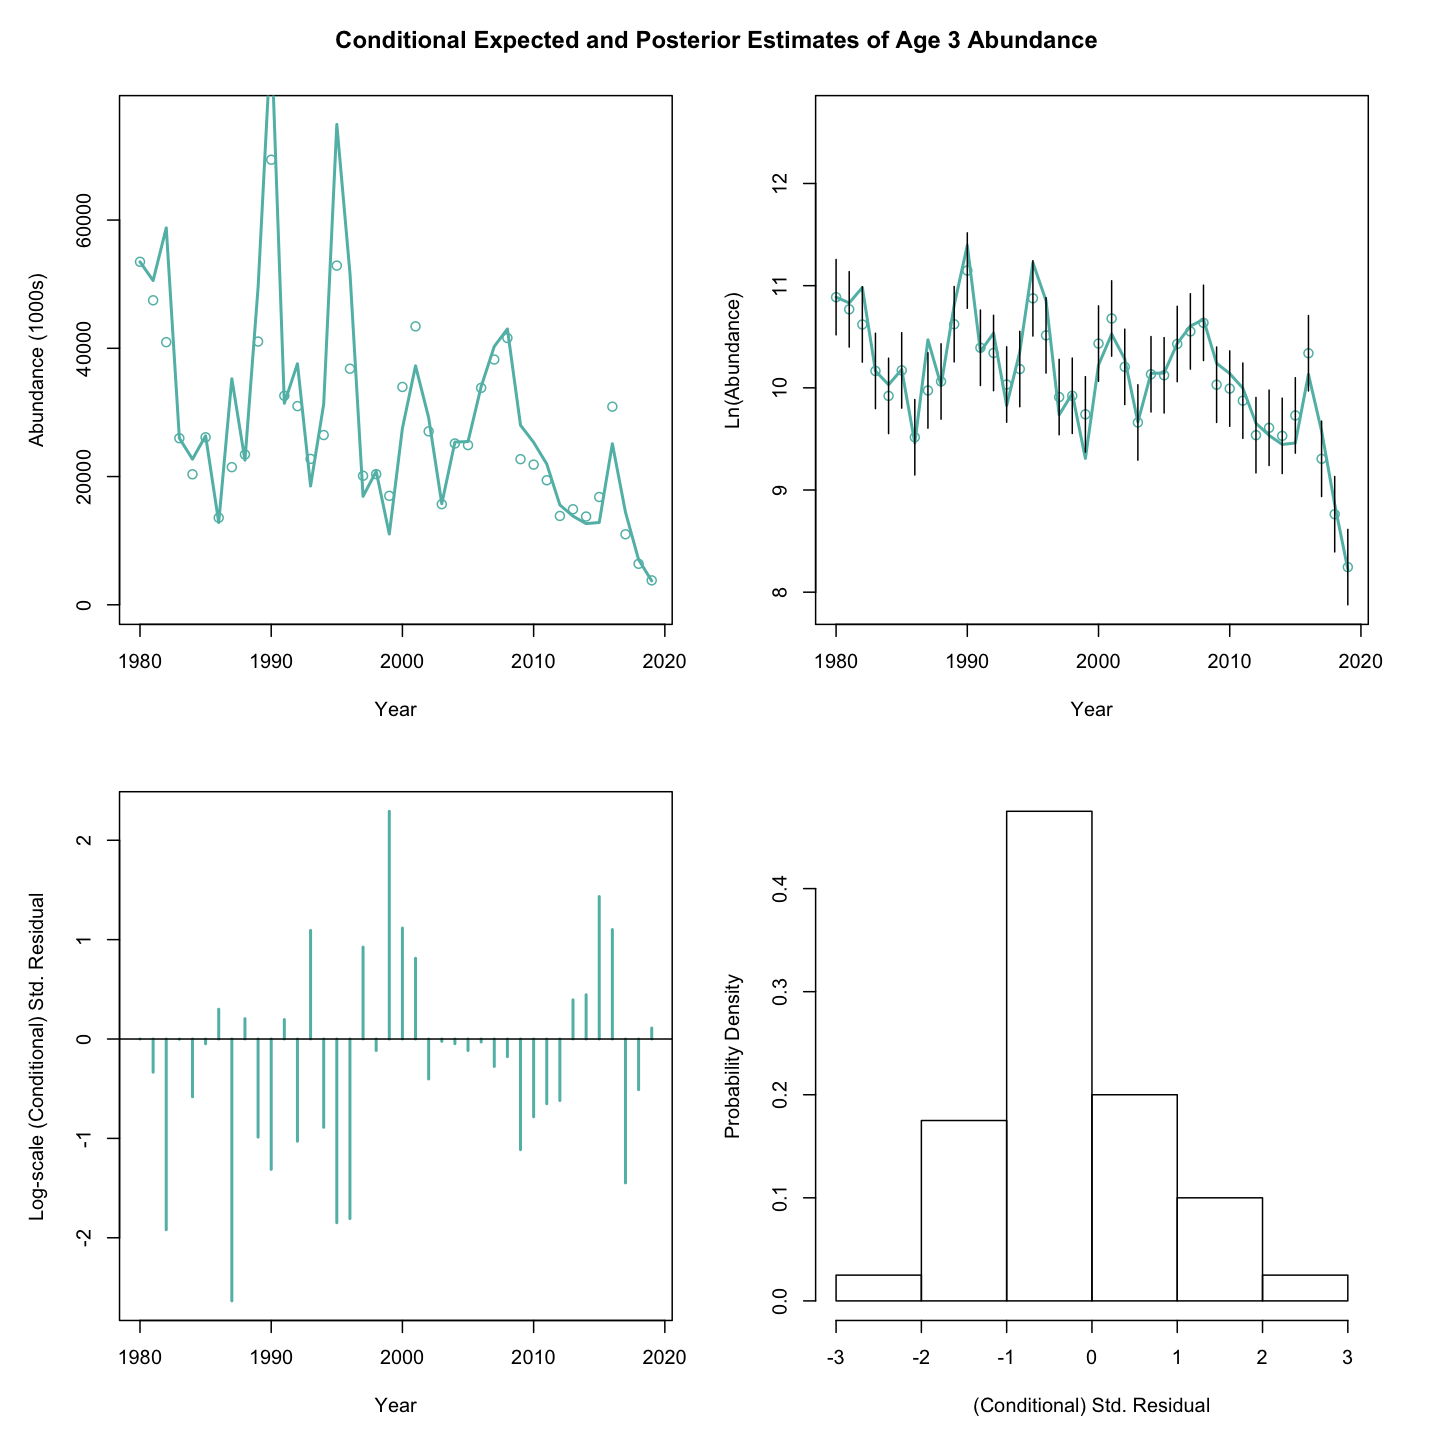 Conditional Expected and Posterior Estimates of Age 3 Abundance
Abundance (1000s)
60000
40000
20000
0
1980 1990 2000 2010 2020
Year
Ln(Abundance)
12
11
10
9
8
1980 1990 2000 2010 2020
Year
Log-scale (Conditional) Std. Residual
2
1
0
-1
-2
1980 1990 2000 2010 2020
Year
Probability Density
0.4
0.3
0.2
0.1
0.0
-3 -2 -1 0 1 2 3
(Conditional) Std. Residual